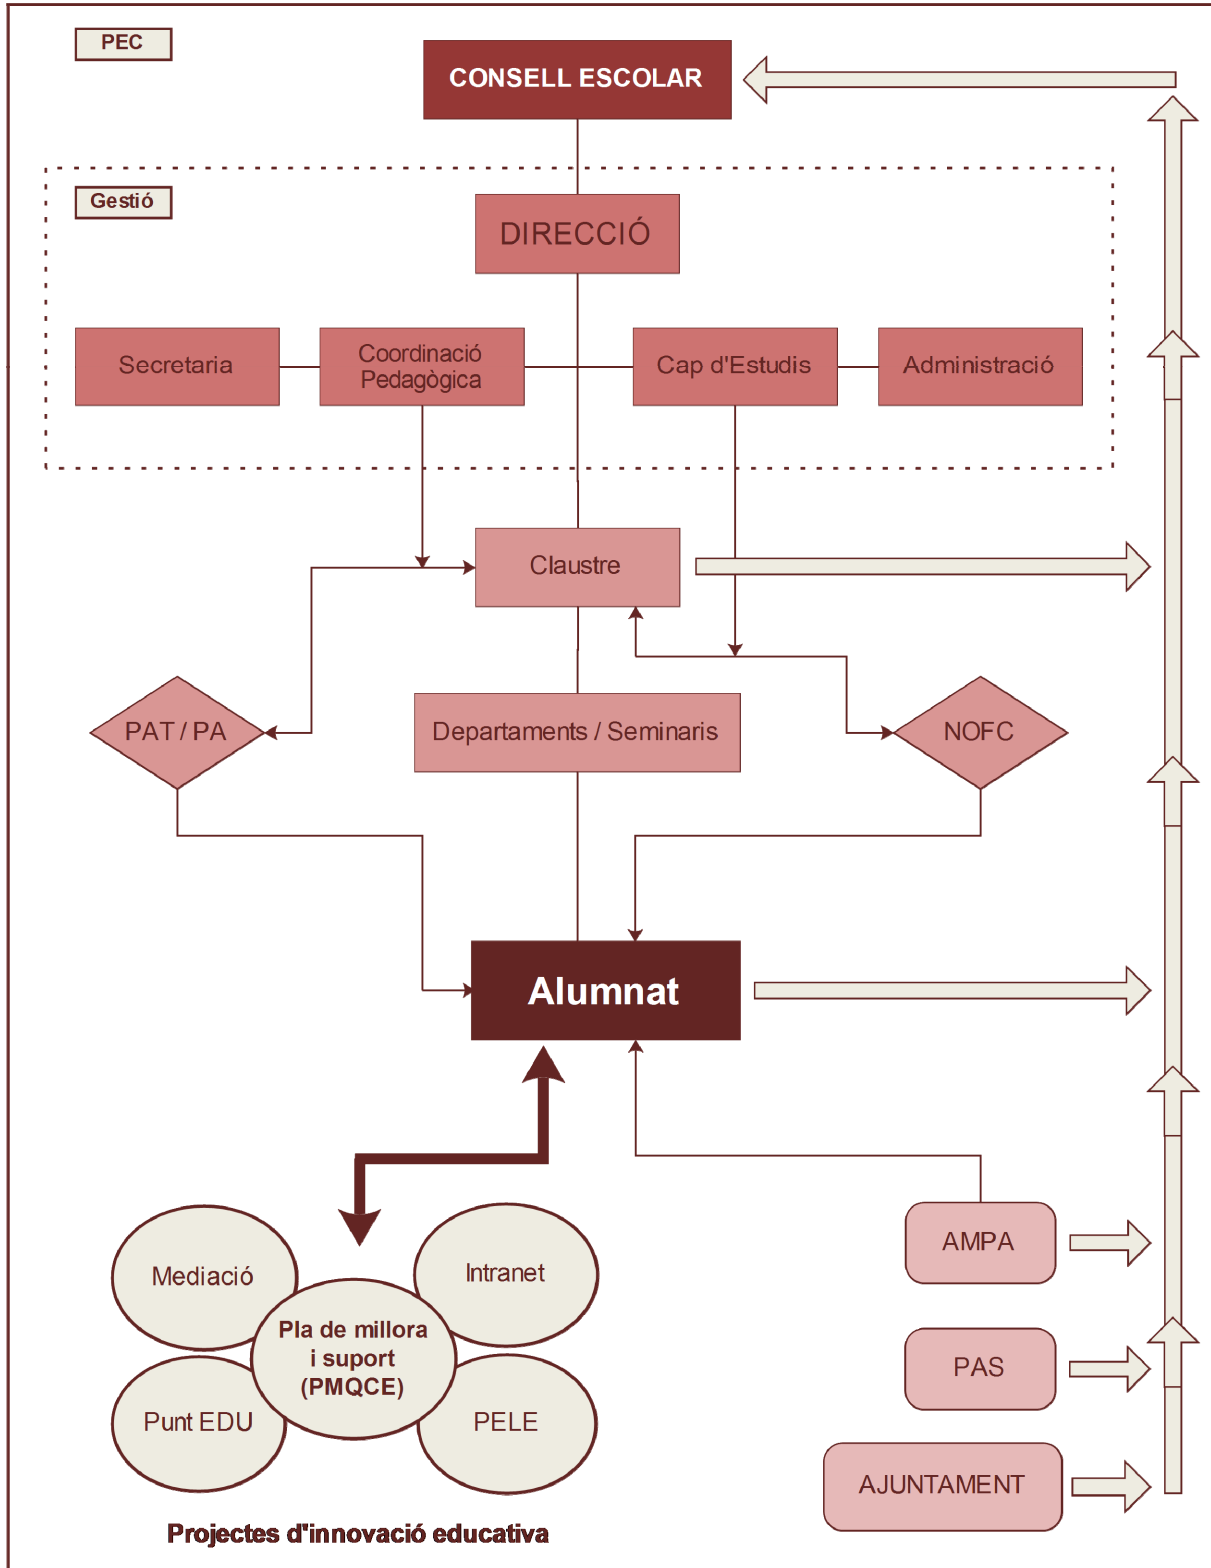 PEC
CONSELL ESCOLAR
Gestió
DIRECCIÓ
Secretaria
Coordinació
Pedagògica
Cap d'Estudis
Administració
Claustre
PAT / PA
Departaments / Seminaris
NOFC
Alumnat
Mediació
Intranet
Pla de millora
i suport
(PMQCE)
Punt EDU
PELE
AMPA
PAS
AJUNTAMENT
Projectes d'innovació educativa